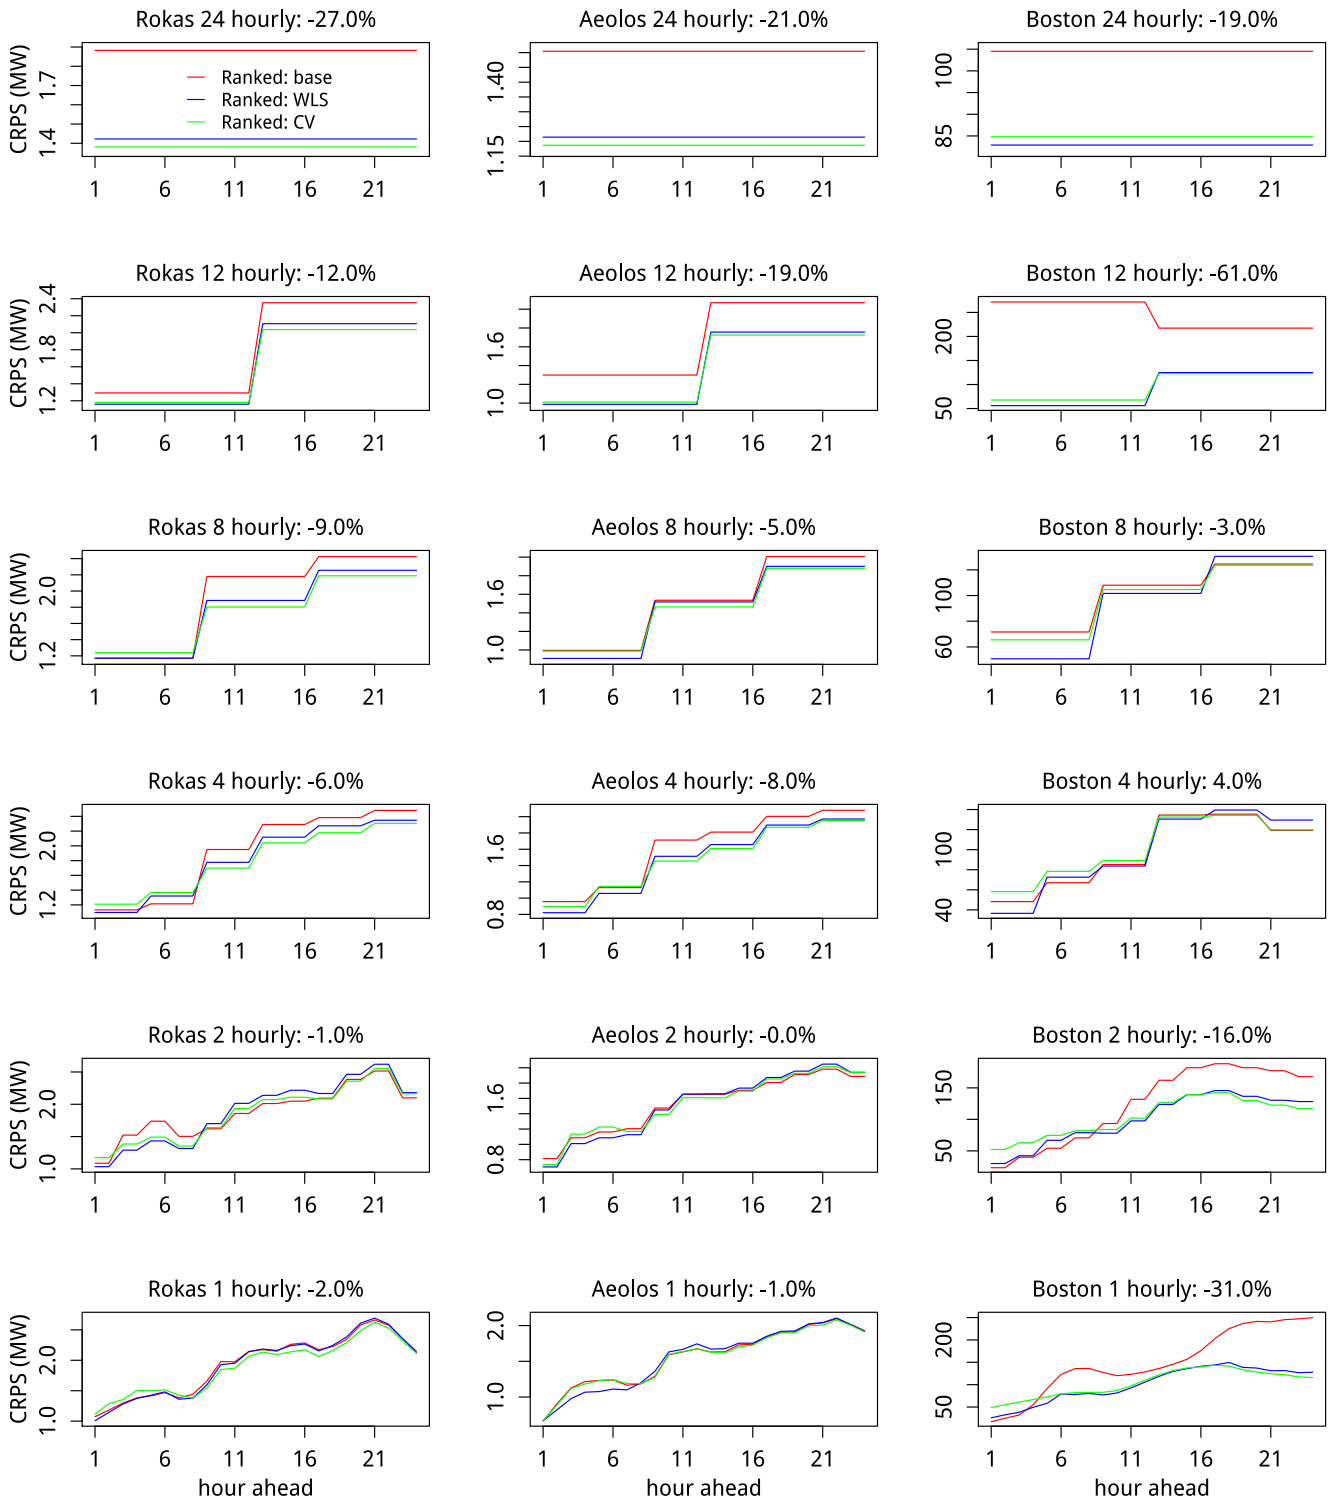 Rokas 24 hourly: -27.0%
Aeolos 24 hourly: -21.0%
Boston 24 hourly: -19.0%
CRPS (MW)
1.4 1.7
Ranked: base
Ranked: WLS
Ranked: CV
1.15 1.40
85 100
1 6 11 16 21
1 6 11 16 21
1 6 11 16 21
Rokas 12 hourly: -12.0%
Aeolos 12 hourly: -19.0%
Boston 12 hourly: -61.0%
CRPS (MW)
1.2 1.8 2.4
1.0 1.6
50 200
1 6 11 16 21
1 6 11 16 21
1 6 11 16 21
Rokas 8 hourly: -9.0%
Aeolos 8 hourly: -5.0%
Boston 8 hourly: -3.0%
CRPS (MW)
1.2 2.0
1.0 1.6
60 100
1 6 11 16 21
1 6 11 16 21
1 6 11 16 21
Rokas 4 hourly: -6.0%
Aeolos 4 hourly: -8.0%
Boston 4 hourly: 4.0%
CRPS (MW)
1.2 2.0
0.8 1.6
40 100
1 6 11 16 21
1 6 11 16 21
1 6 11 16 21
Rokas 2 hourly: -1.0%
Aeolos 2 hourly: -0.0%
Boston 2 hourly: -16.0%
CRPS (MW)
1.0 2.0
0.8 1.6
50 150
1 6 11 16 21
1 6 11 16 21
1 6 11 16 21
Rokas 1 hourly: -2.0%
Aeolos 1 hourly: -1.0%
Boston 1 hourly: -31.0%
CRPS (MW)
1.0 2.0
1.0 2.0
50 200
1 6 11 16 21
1 6 11 16 21
1 6 11 16 21
hour ahead
hour ahead
hour ahead